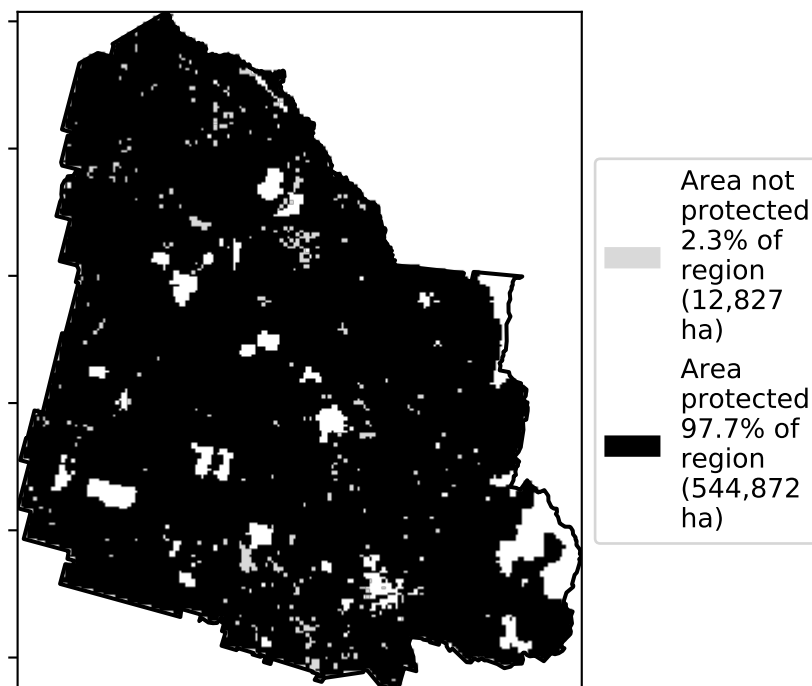 Area not
protected
2.3% of
region
(12,827
ha)
Area
protected
97.7% of
region
(544,872
ha)